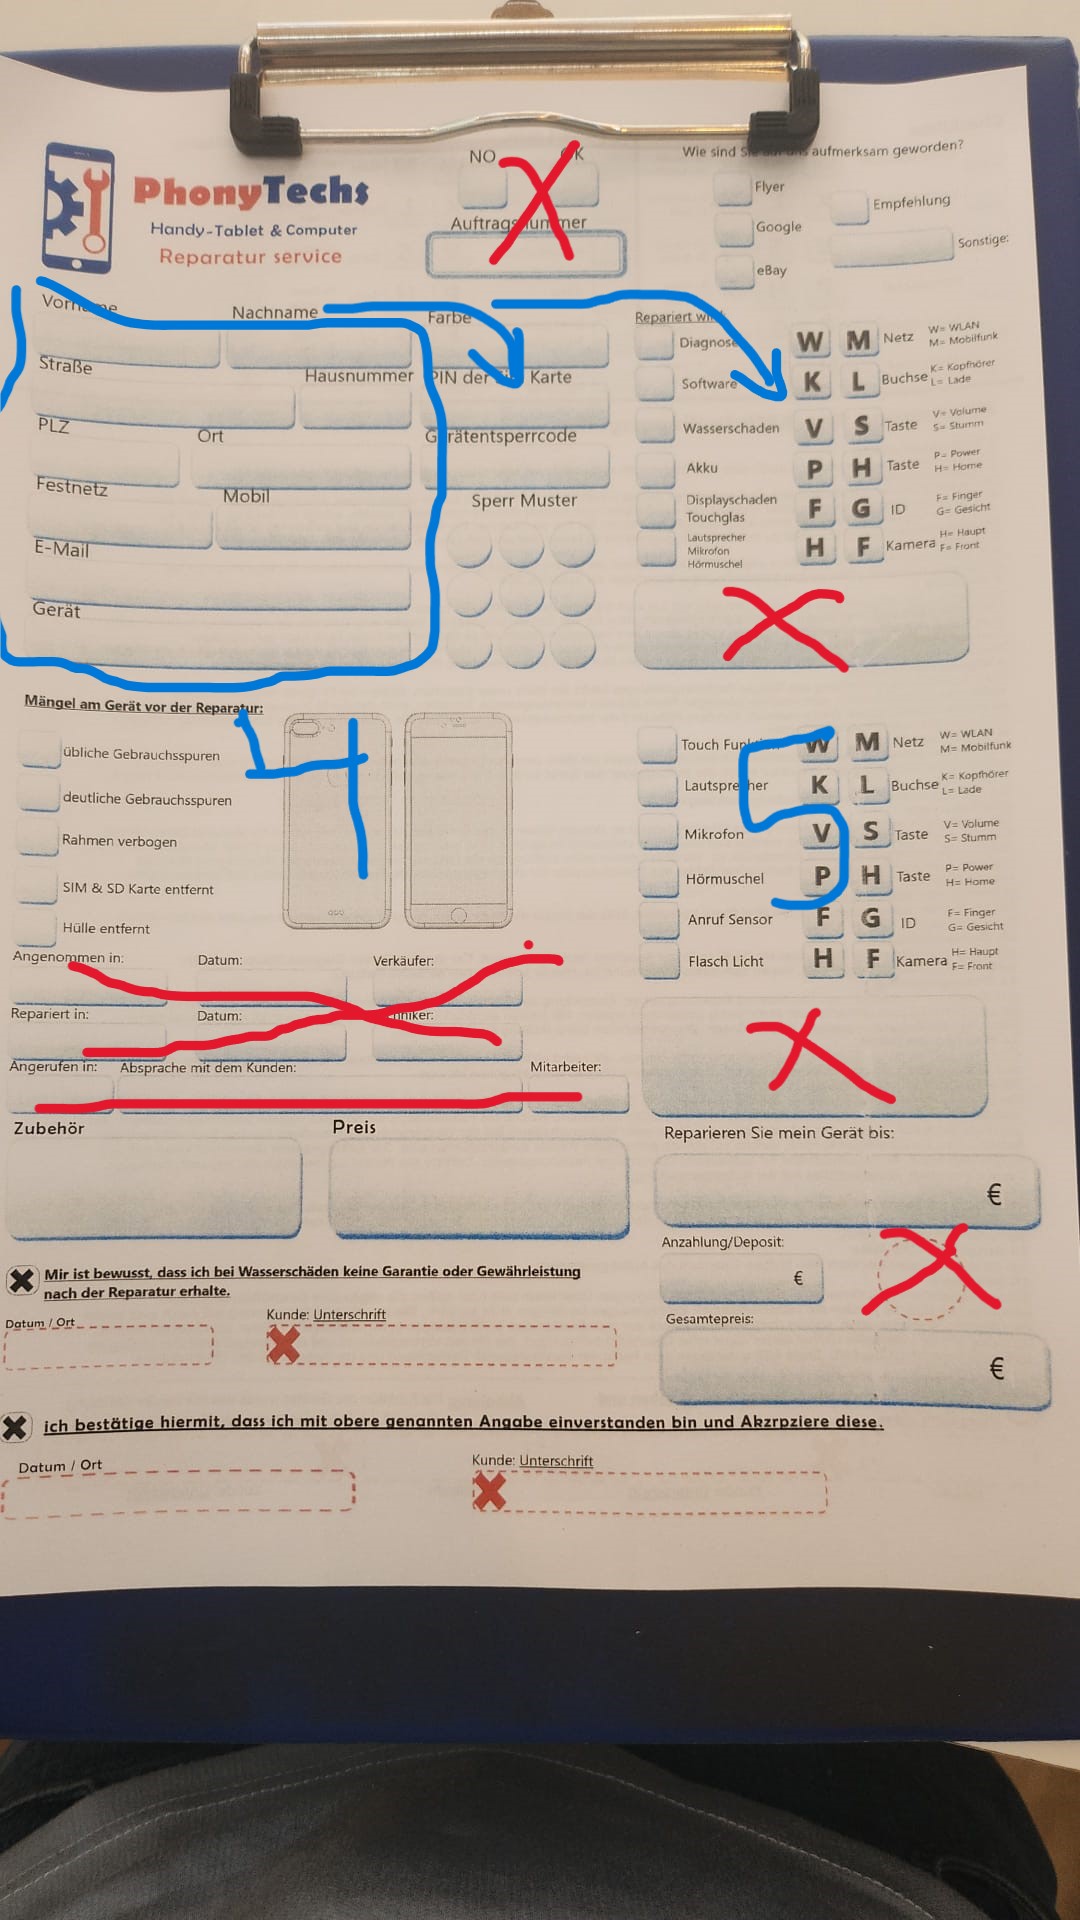 NO
Wie sind Sie auf uns aufmerksam geworden?
PhonyTechs
Handy-Tablet & Computer
Reparatur service
Auftragsnummer
Flyer
Empfehlung
Google
Sonstige:
eBay
Vorname
Nachname
Farbe
Straße
Hausnummer
PIN der
Karte
PLZ
Ort
Gerätentsperrcode
Festnetz
Mobil
Sperr Muster
E-Mail
Gerät
Repariert wird
Diagnose
W M Netz W= WLAN
M= Mobilfunk
Software
K L Buchse K= Kopfhörer
L= Lade
Wasserschaden
V S Taste V= Volume
S= Stumm
Akku
P H Taste P= Power
H= Home
Displayschaden
Touchglas
F G ID F= Finger
G= Gesicht
Lautsprecher
Mikrofon
Hörmuschel
H F Kamera H= Haupt
F= Front
Mängel am Gerät vor der Reparatur:
übliche Gebrauchsspuren
deutliche Gebrauchsspuren
Rahmen verbogen
SIM & SD Karte entfernt
Hülle entfernt
4
Touch Funktion
W M Netz W= WLAN
M= Mobilfunk
Lautsprecher
K L Buchse K= Kopfhörer
L= Lade
5
Mikrofon
V S Taste V= Volume
S= Stumm
Hörmuschel
P H Taste P= Power
H= Home
Anruf Sensor
F G ID F= Finger
G= Gesicht
Flasch Licht
H F Kamera H= Haupt
F= Front
Angenommen in:
Datum:
Verkäufer:
Repariert in:
Datum:
Techniker:
Angerufen in:
Absprache mit dem Kunden:
Mitarbeiter:
Zubehör
Preis
Reparieren Sie mein Gerät bis:
€
Anzahlung/Deposit:
€
Gesamtepreis:
€
Mir ist bewusst, dass ich bei Wasserschäden keine Garantie oder Gewährleistung
nach der Reparatur erhalte.
Datum / Ort
Kunde: Unterschrift
ich bestätige hiermit, dass ich mit obere genannten Angabe einverstanden bin und Akzrpziere diese.
Datum / Ort
Kunde: Unterschrift